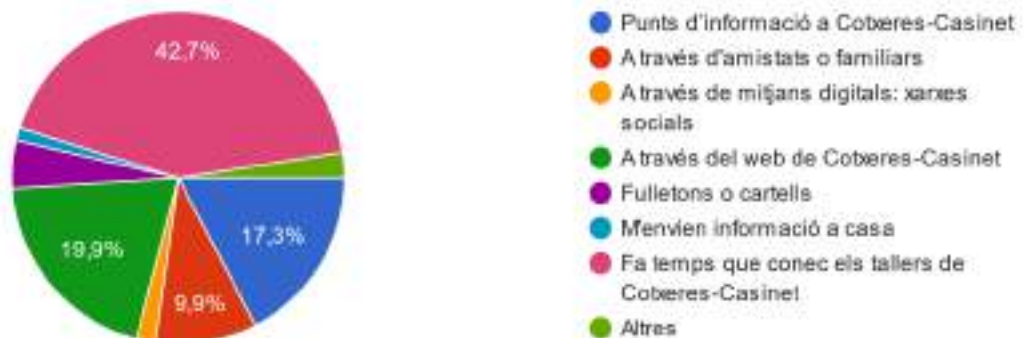 42,7%
17,3%
19,9%
9,9%
Punts d'informació a Cotxeres-Casinet
A través d'amistats o familiars
A través de mitjans digitals: xarxes
socials
A través del web de Cotxeres-Casinet
Fulletons o cartells
M'envien informació a casa
Fa temps que conec els tallers de
Cotxeres-Casinet
Altres